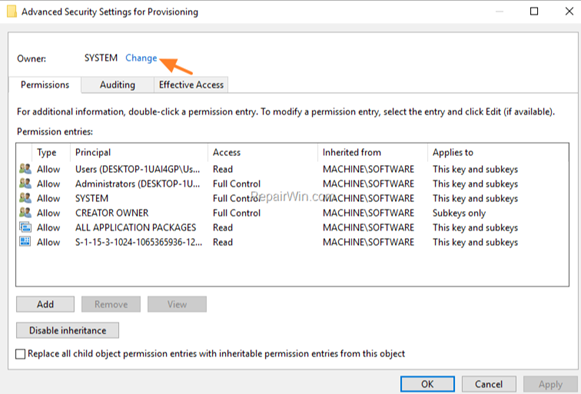 Advanced Security Settings for Provisioning
Owner: SYSTEM Change
Permissions Auditing Effective Access
For additional information, double-click a permission entry. To modify a permission entry, select the entry and click Edit (if available).
Permission entries:
Type Principal Access Inherited from Applies to
Allow Users (DESKTOP-1UAI4GP\Us... Read MACHINE\SOFTWARE This key and subkeys
Allow Administrators (DESKTOP-1U... Full Control MACHINE\SOFTWARE This key and subkeys
Allow SYSTEM Full Control MACHINE\SOFTWARE This key and subkeys
RepairWin.com
Allow CREATOR OWNER Full Control MACHINE\SOFTWARE Subkeys only
Allow ALL APPLICATION PACKAGES Read MACHINE\SOFTWARE This key and subkeys
Allow S-1-15-3-1024-1065365936-12... Read MACHINE\SOFTWARE This key and subkeys
Add Remove View
Disable inheritance
Replace all child object permission entries with inheritable permission entries from this object
OK Cancel Apply